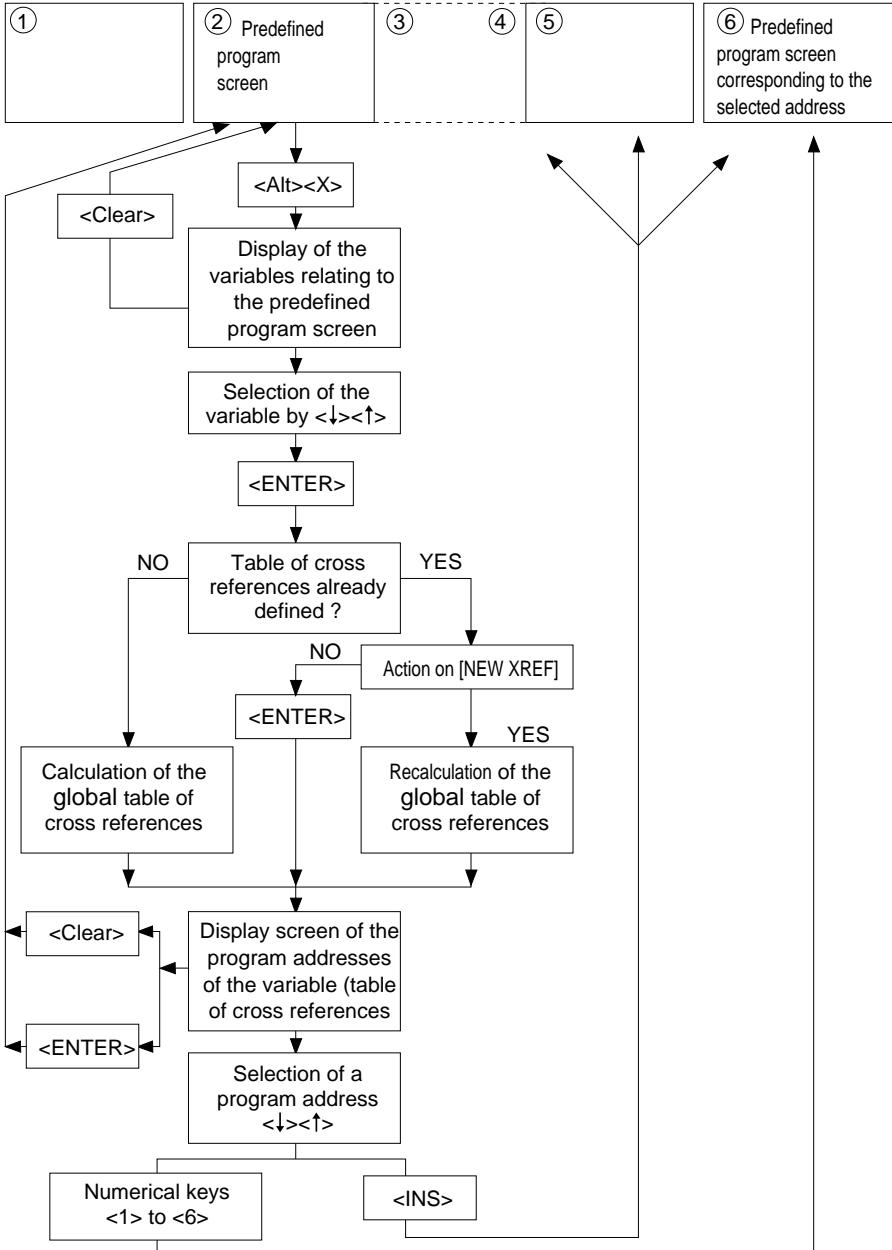 1
2 Predefined
program
screen
3
4
5
6 Predefined
program screen
corresponding to the
selected address
<Alt><X>
<Clear>
Display of the
variables relating to
the predefined
program screen
Selection of the
variable by <↓><↑>
<ENTER>
NO
Table of cross
references already
defined ?
YES
NO
Action on [NEW XREF]
<ENTER>
YES
Calculation of the
global table of
cross references
Recalculation of the
global table of
cross references
<Clear>
Display screen of the
program addresses
of the variable (table
of cross references
<ENTER>
Selection of a
program address
<↓><↑>
Numerical keys
<1> to <6>
<INS>